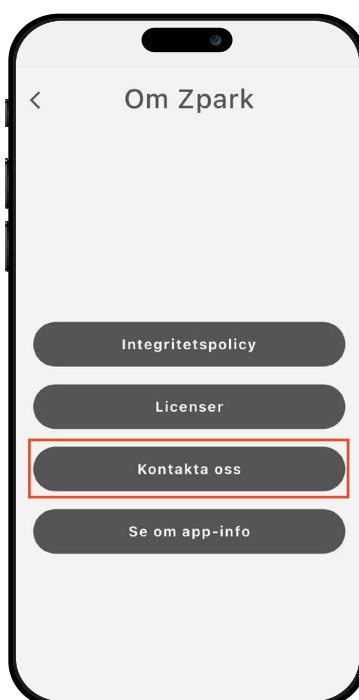 Om Zpark
Integritetspolicy
Licenser
Kontakta oss
Se om app-info